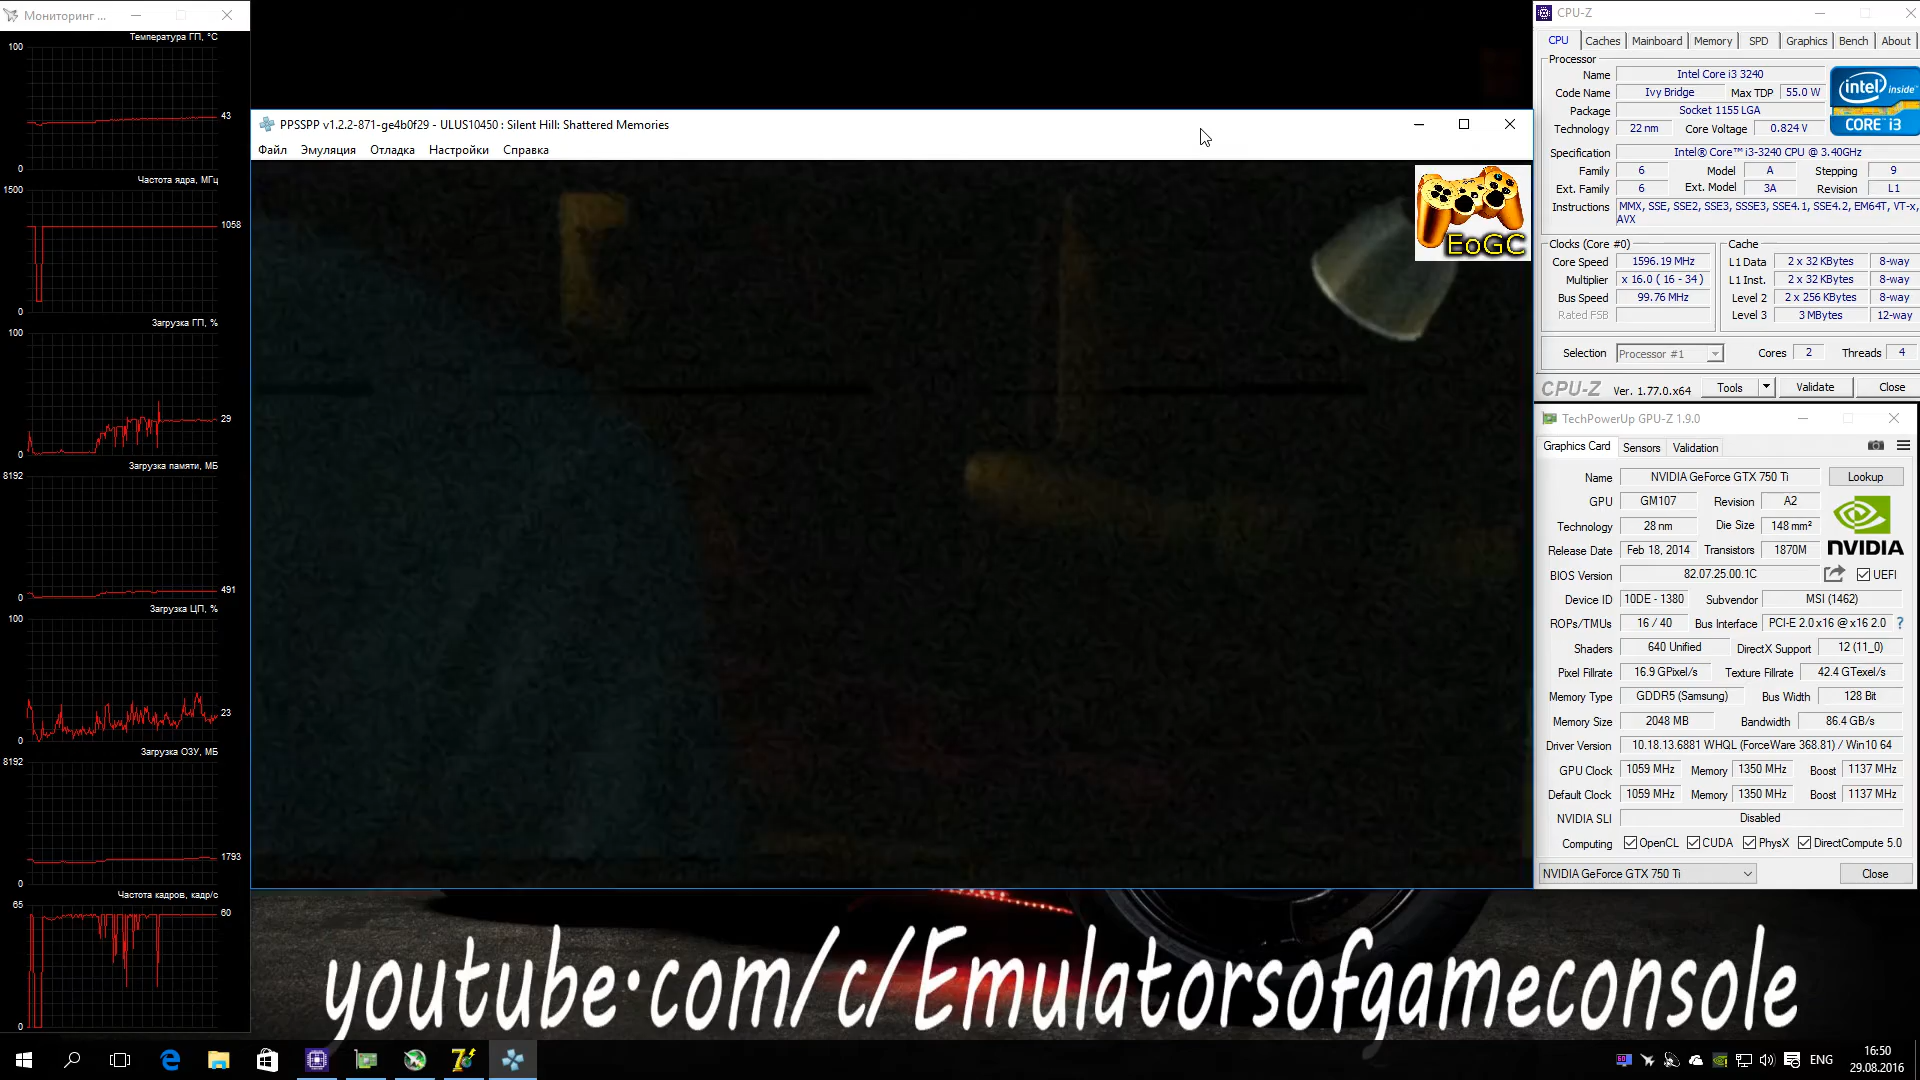 Мониторинг ...
Температура ГП, °C
100
43
0
Частота ядра, МГц
1500
1058
0
Загрузка ГП, %
100
29
0
Загрузка памяти, МБ
8192
491
0
Загрузка ЦП, %
100
23
0
Загрузка ОЗУ, МБ
8192
1793
0
Частота кадров, кадр/с
65
60
0
PPSSPP v1.2.2-871-ge4b0f29 - ULUS10450 : Silent Hill: Shattered Memories
Файл Эмуляция Отладка Настройки Справка
EoGC
CPU-Z
CPU Caches Mainboard Memory SPD Graphics Bench About
Processor
Name Intel Core i3 3240
Code Name Ivy Bridge Max TDP 55.0 W
Package Socket 1155 LGA
Technology 22 nm Core Voltage 0.824 V
intel inside
CORE i3
Specification Intel® Core™ i3-3240 CPU @ 3.40GHz
Family 6 Model A Stepping 9
Ext. Family 6 Ext. Model 3A Revision L1
Instructions MMX, SSE, SSE2, SSE3, SSSE3, SSE4.1, SSE4.2, EM64T, VT-x,
AVX
Clocks (Core #0) Cache
Core Speed 1596.19 MHz L1 Data 2 x 32 KBytes 8-way
Multiplier x 16.0 ( 16 - 34 ) L1 Inst. 2 x 32 KBytes 8-way
Bus Speed 99.76 MHz Level 2 2 x 256 KBytes 8-way
Rated FSB Level 3 3 MBytes 12-way
Selection Processor #1 Cores 2 Threads 4
CPU-Z Ver. 1.77.0.x64 Tools Validate Close
TechPowerUp GPU-Z 1.9.0
Graphics Card Sensors Validation
Name NVIDIA GeForce GTX 750 Ti Lookup
GPU GM107 Revision A2
Technology 28 nm Die Size 148 mm²
Release Date Feb 18, 2014 Transistors 1870M
NVIDIA
BIOS Version 82.07.25.00.1C UEFI
Device ID 10DE - 1380 Subvendor MSI (1462)
ROPs/TMUs 16 / 40 Bus Interface PCI-E 2.0 x16 @ x16 2.0 ?
Shaders 640 Unified DirectX Support 12 (11_0)
Pixel Fillrate 16.9 GPixel/s Texture Fillrate 42.4 GTexel/s
Memory Type GDDR5 (Samsung) Bus Width 128 Bit
Memory Size 2048 MB Bandwidth 86.4 GB/s
Driver Version 10.18.13.6881 WHQL (ForceWare 368.81) / Win10 64
GPU Clock 1059 MHz Memory 1350 MHz Boost 1137 MHz
Default Clock 1059 MHz Memory 1350 MHz Boost 1137 MHz
NVIDIA SLI Disabled
Computing OpenCL CUDA PhysX DirectCompute 5.0
NVIDIA GeForce GTX 750 Ti Close
youtube.com/c/Emulatorsofgameconsole
ENG
16:50
29.08.2016